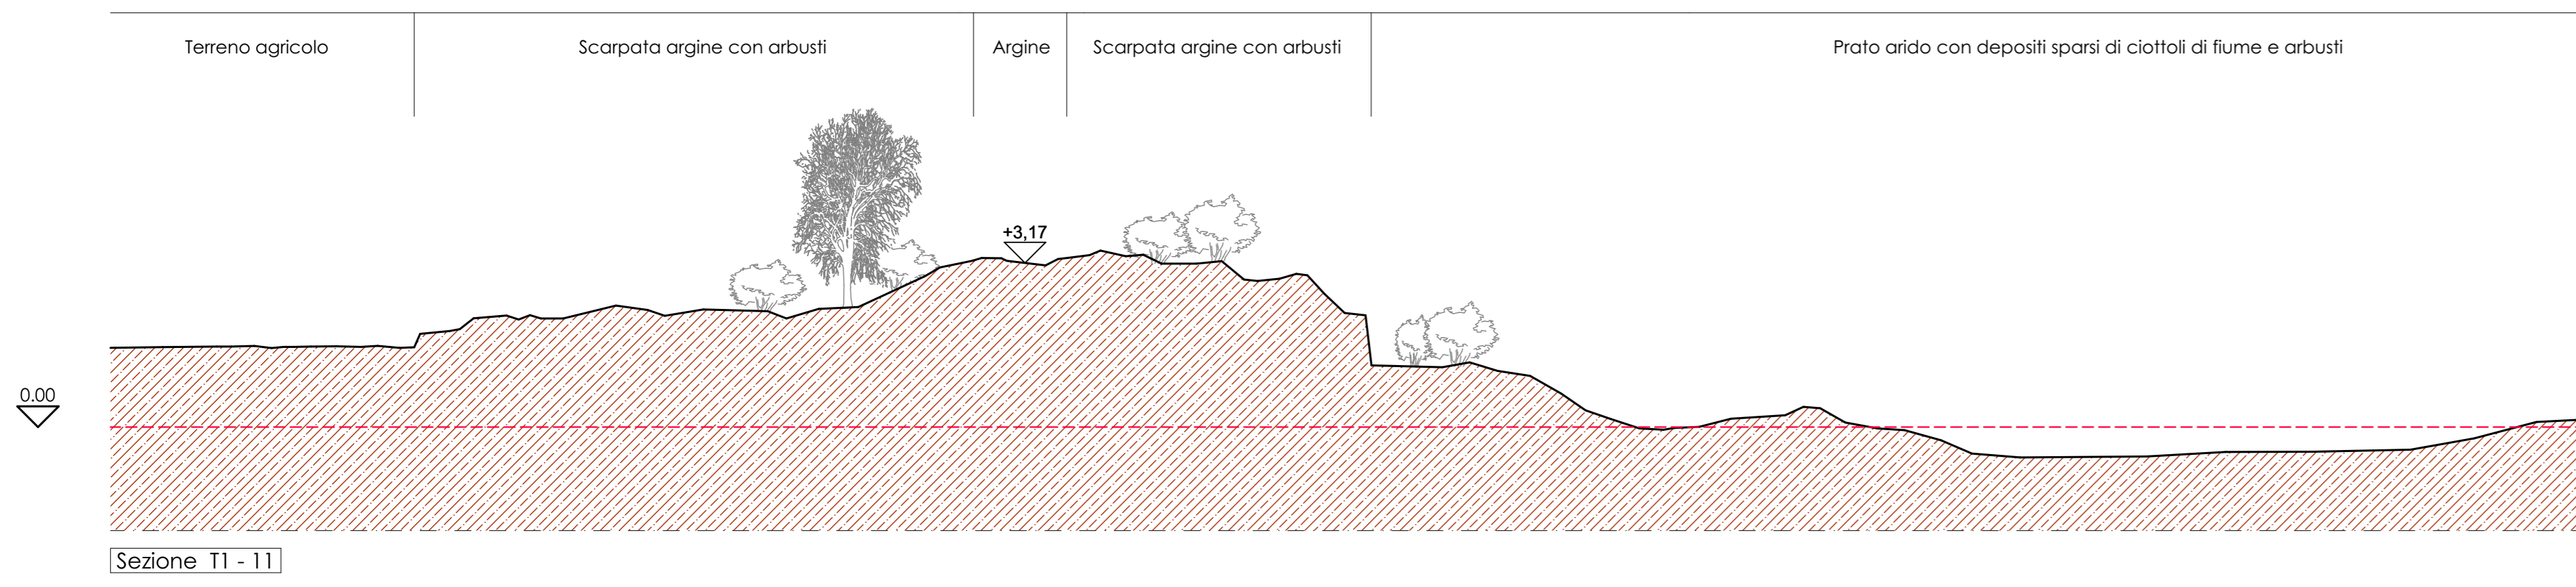 Terreno agricolo
Scarpata argine con arbusti
Argine
Scarpata argine con arbusti
Prato arido con depositi sparsi di ciottoli di fiume e arbusti
+3,17
0.00
Sezione T1 - 11